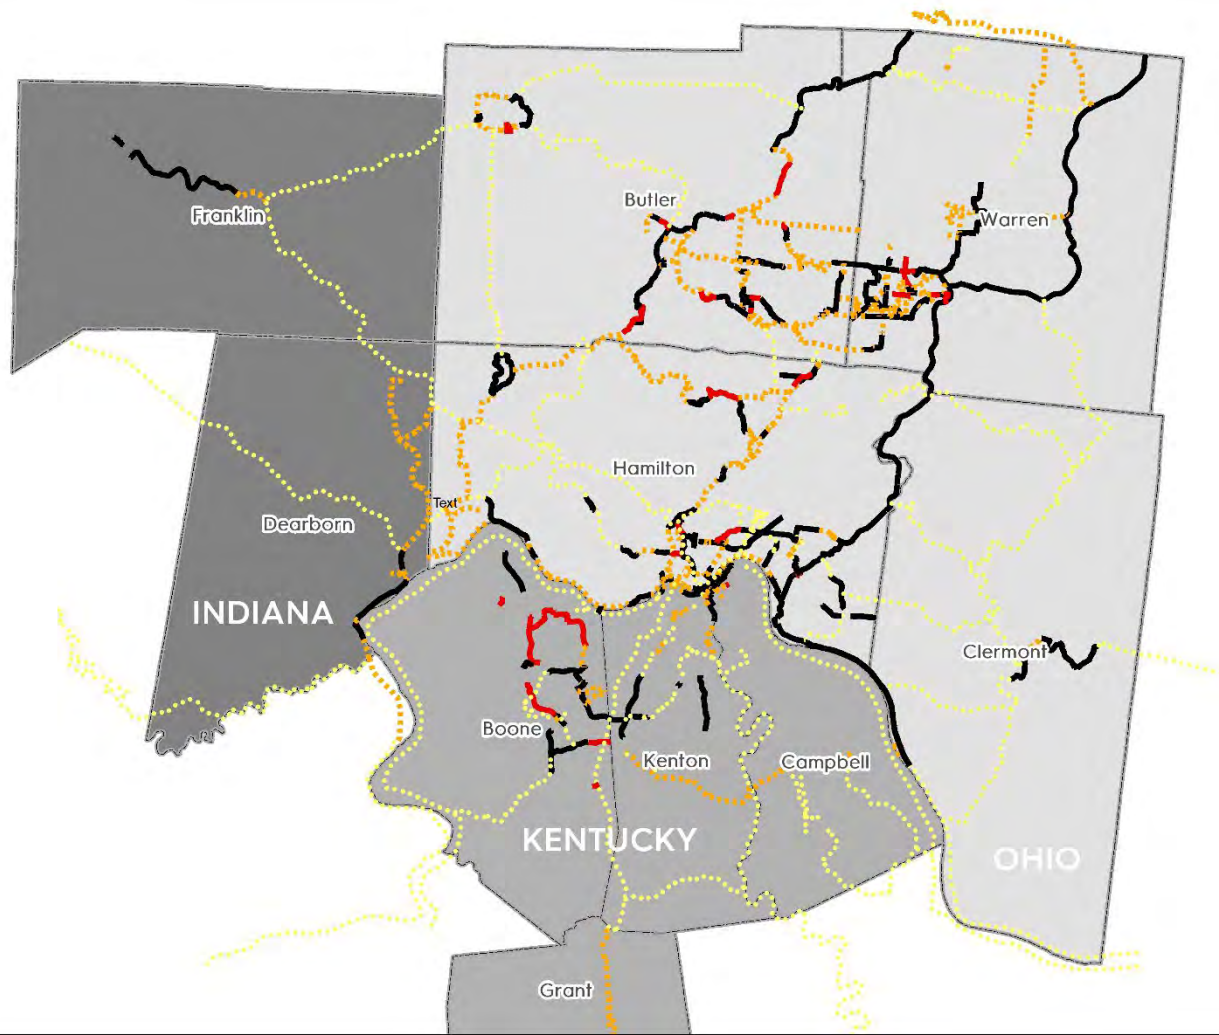 Butler
Franklin
Warren
Hamilton
Text
Dearborn
INDIANA
Clermont
Boone
Kenton
Campbell
KENTUCKY
OHIO
Grant